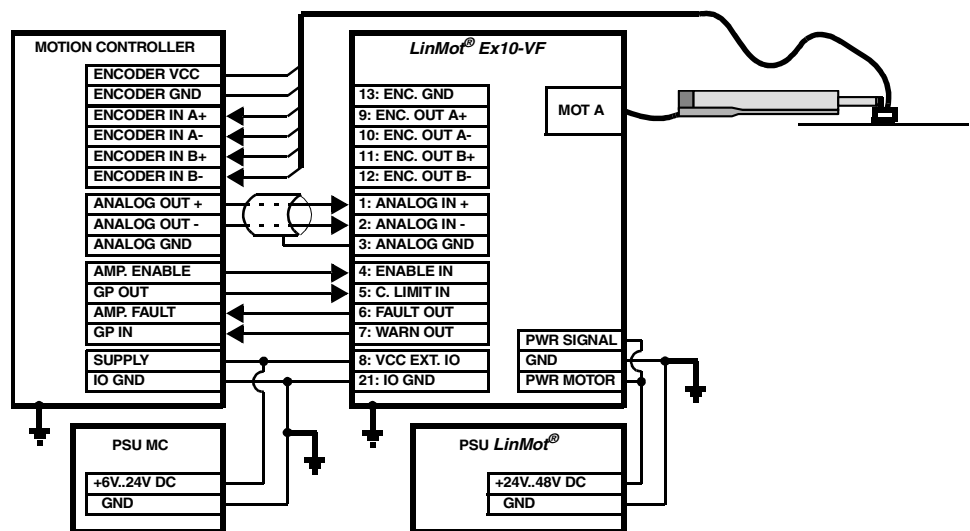 MOTION CONTROLLER
ENCODER VCC
ENCODER GND
ENCODER IN A+
ENCODER IN A-
ENCODER IN B+
ENCODER IN B-
ANALOG OUT +
ANALOG OUT -
ANALOG GND
AMP. ENABLE
GP OUT
AMP. FAULT
GP IN
SUPPLY
IO GND
LinMot® Ex10-VF
13: ENC. GND
9: ENC. OUT A+
10: ENC. OUT A-
11: ENC. OUT B+
12: ENC. OUT B-
1: ANALOG IN +
2: ANALOG IN -
3: ANALOG GND
4: ENABLE IN
5: C. LIMIT IN
6: FAULT OUT
7: WARN OUT
8: VCC EXT. IO
21: IO GND
MOT A
PWR SIGNAL
GND
PWR MOTOR
PSU MC
+6V..24V DC
GND
PSU LinMot®
+24V..48V DC
GND